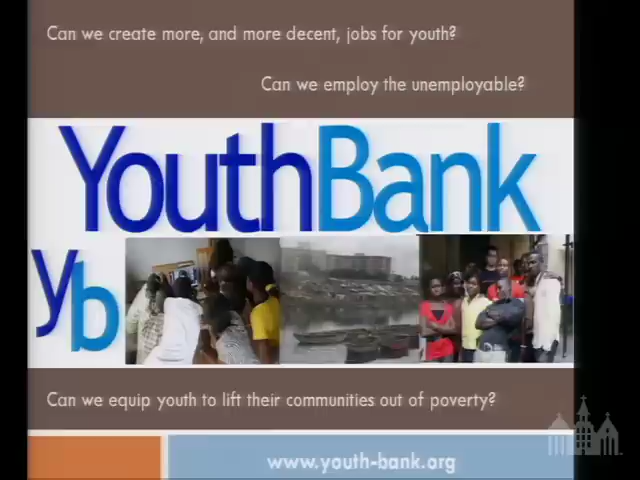 Can we create more, and more decent, jobs for youth?
Can we employ the unemployable?
YouthBank
yb
Can we equip youth to lift their communities out of poverty?
www.youth-bank.org